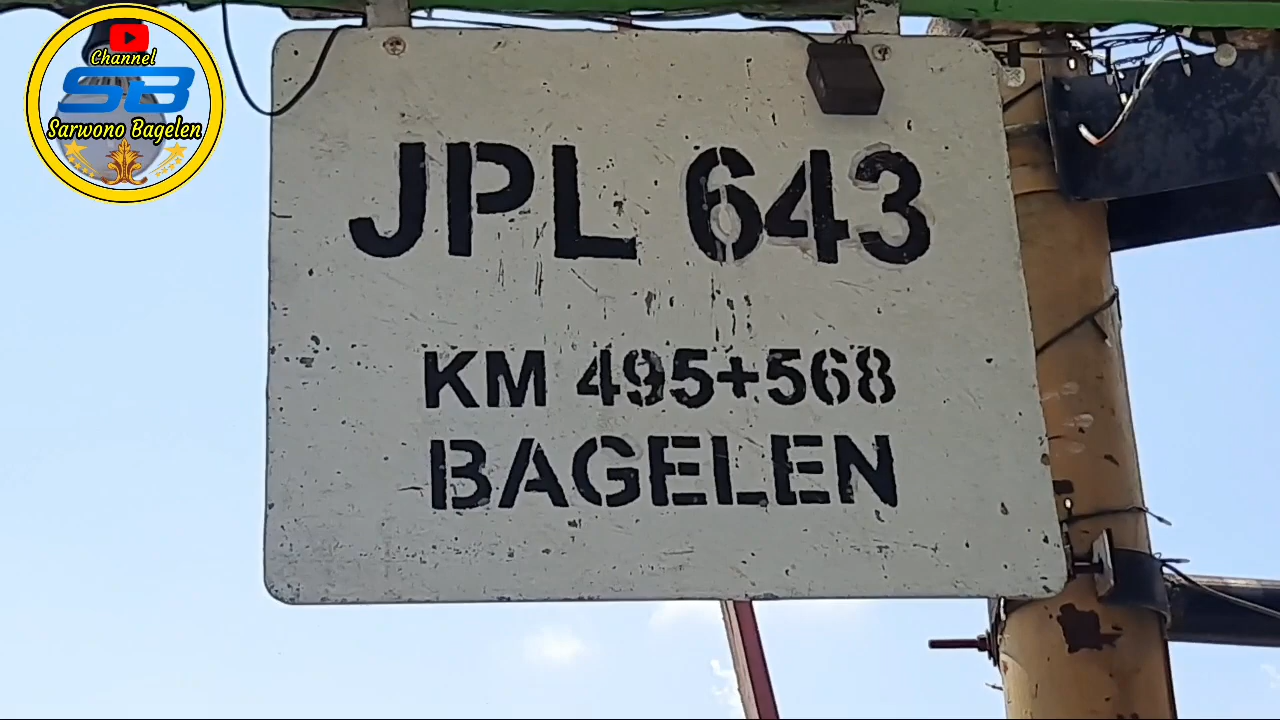 Channel
SB
Sarwono Bagelen
JPL 643
KM 495+568
BAGELEN